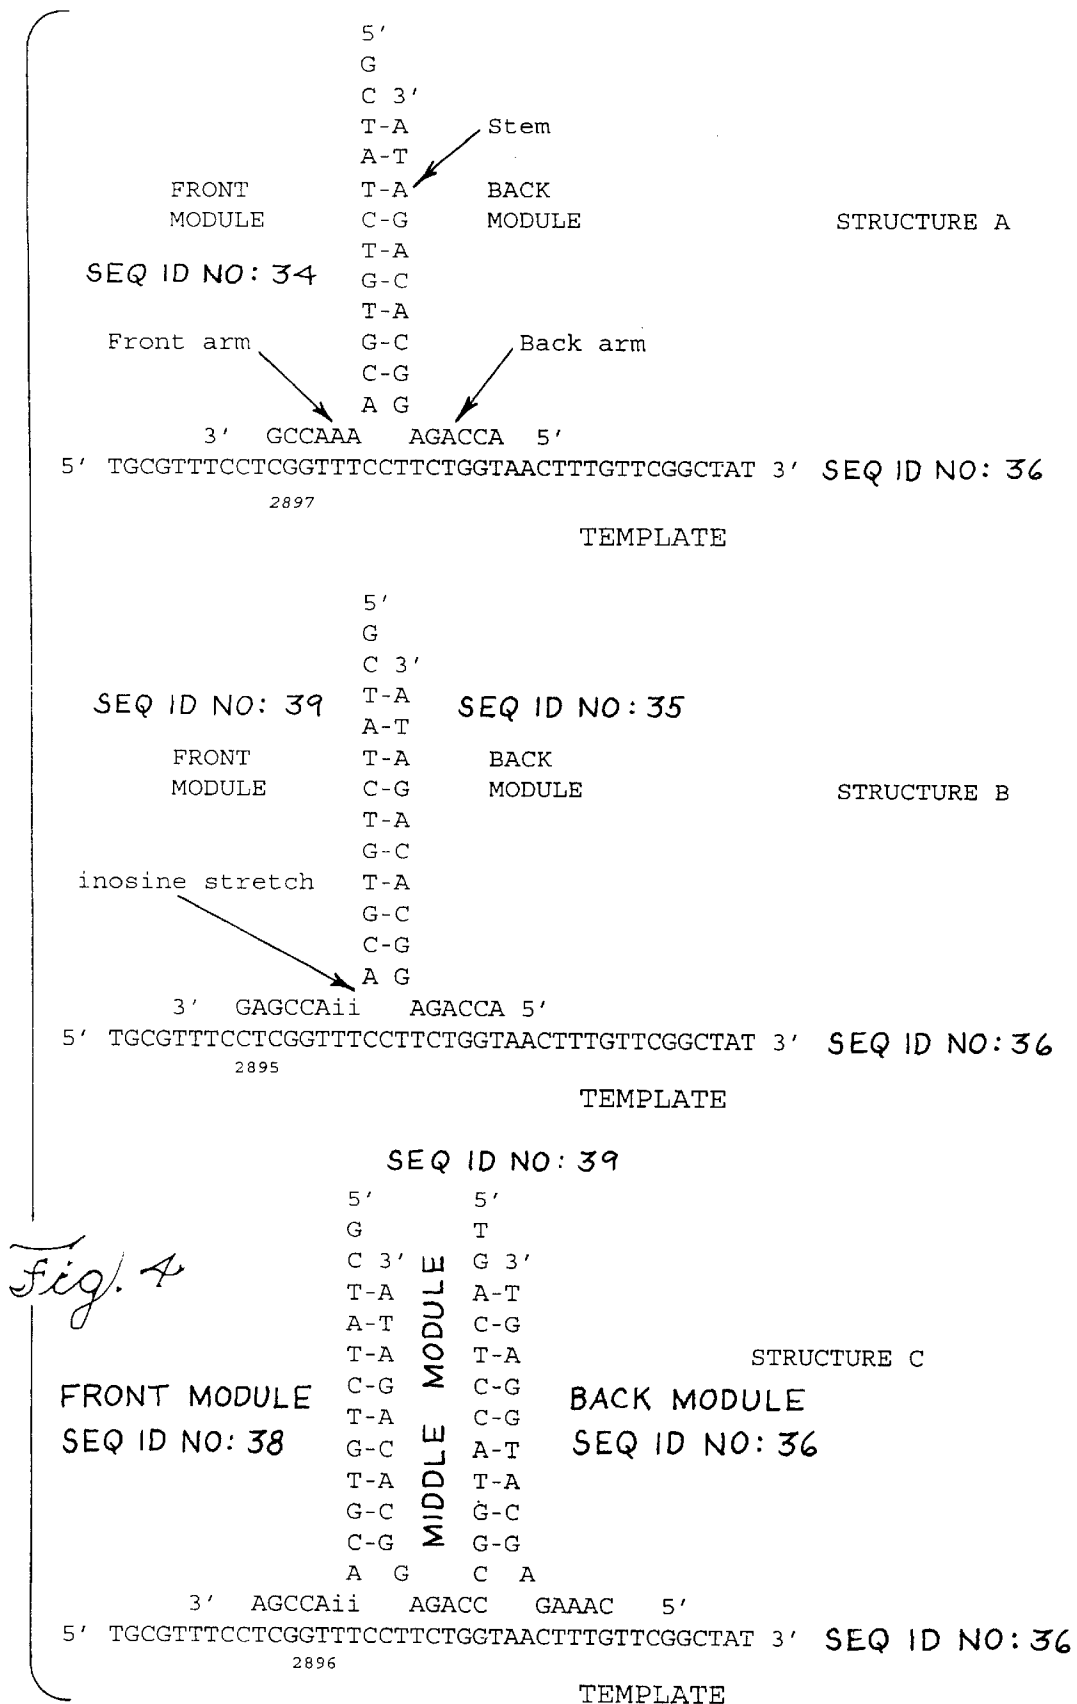 5'
G
C 3'
T-A Stem
A-T
FRONT T-A BACK
MODULE C-G MODULE STRUCTURE A
T-A
SEQ ID NO: 34 G-C
T-A
Front arm G-C Back arm
C-G
A G
3' GCCAAA AGACCA 5'
5' TGCGTTTCCTCGGTTTCCTTCTGGTAACTTTGTTCGGCTAT 3' SEQ ID NO: 36
2897
TEMPLATE
5'
G
C 3'
SEQ ID NO: 39 T-A SEQ ID NO: 35
A-T
FRONT T-A BACK
MODULE C-G MODULE STRUCTURE B
T-A
G-C
inosine stretch T-A
G-C
C-G
A G
3' GAGCCAii AGACCA 5'
5' TGCGTTTCCTCGGTTTCCTTCTGGTAACTTTGTTCGGCTAT 3' SEQ ID NO: 36
2895
TEMPLATE
SEQ ID NO: 39
5' 5'
G T
C 3' G 3'
Fig. 4
T-A A-T
A-T C-G
T-A T-A STRUCTURE C
FRONT MODULE C-G C-G BACK MODULE
T-A C-G
SEQ ID NO: 38 G-C A-T SEQ ID NO: 36
T-A T-A
G-C G-C
C-G G-G
MIDDLE MODULE
A G C A
3' AGCCAii AGACC GAAAC 5'
5' TGCGTTTCCTCGGTTTCCTTCTGGTAACTTTGTTCGGCTAT 3' SEQ ID NO: 36
2896
TEMPLATE